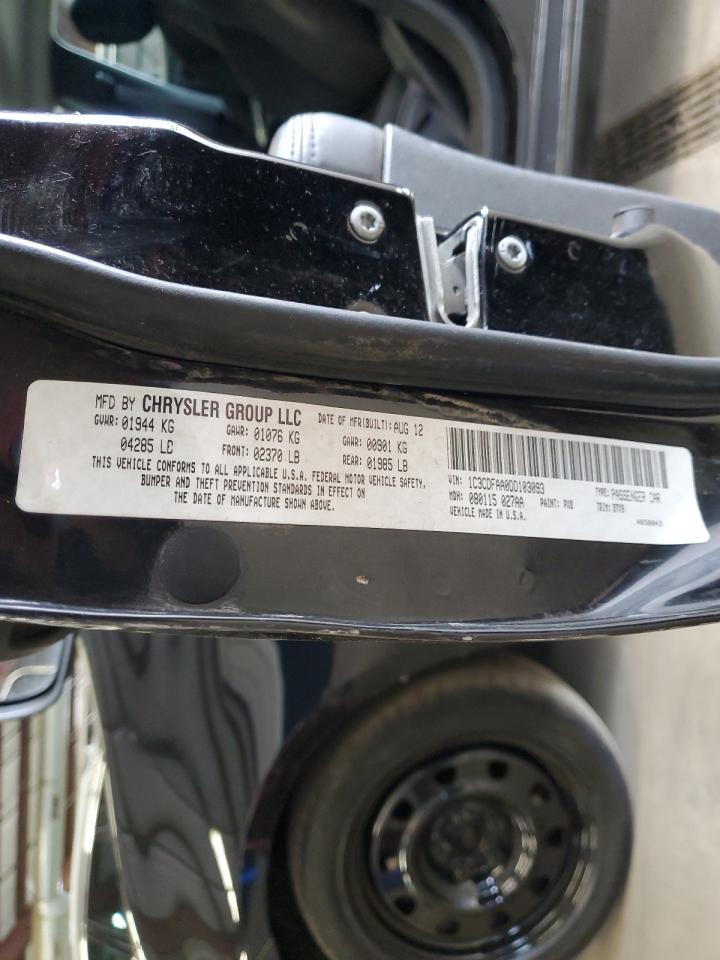 MFD BY CHRYSLER GROUP LLC DATE OF MFR(BUILT): AUG 12
GVWR: 01944 KG GAWR: 01076 KG GAWR: 00901 KG
04285 LB FRONT: 02370 LB REAR: 01985 LB
THIS VEHICLE CONFORMS TO ALL APPLICABLE U.S.A. FEDERAL MOTOR VEHICLE SAFETY,
BUMPER AND THEFT PREVENTION STANDARDS IN EFFECT ON
THE DATE OF MANUFACTURE SHOWN ABOVE.
VIN: 1C3CDFAA0DD103093 TYPE: PASSENGER CAR
MDH: 080115 027AA PAINT: PXB TRIM: DTX9
VEHICLE MADE IN U.S.A.